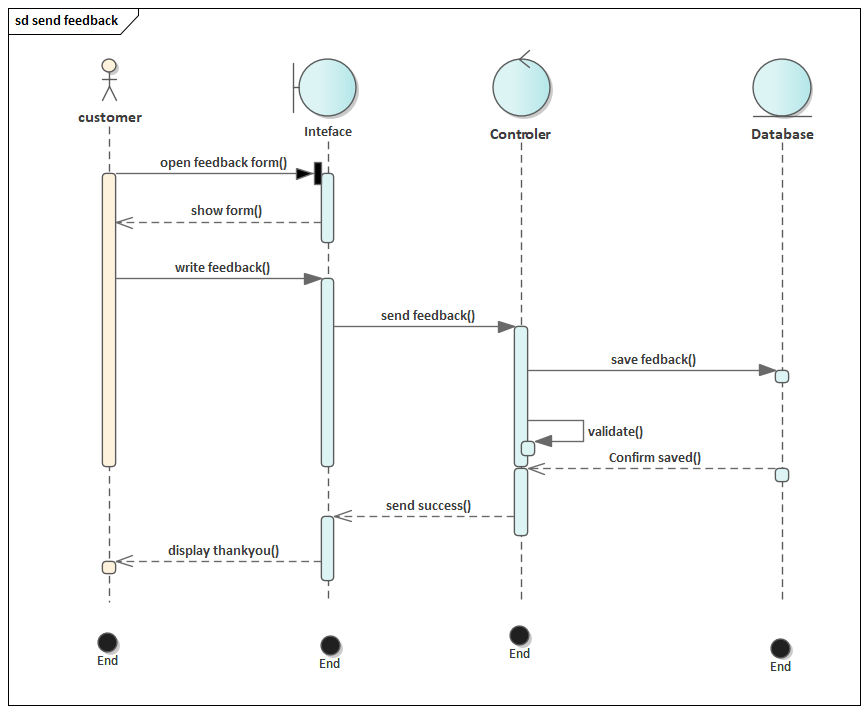 sd send feedback
customer
Inteface
Controler
Database
open feedback form()
show form()
write feedback()
send feedback()
save fedback()
validate()
Confirm saved()
send success()
display thankyou()
End
End
End
End